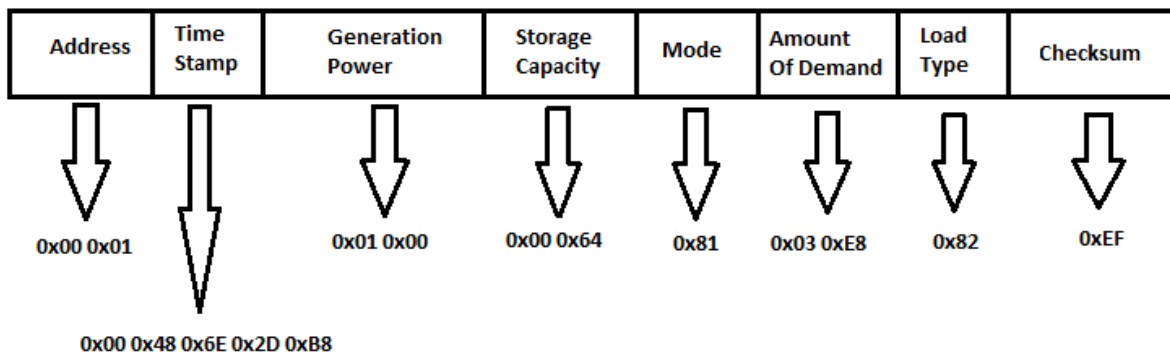 Address
Time
Stamp
Generation
Power
Storage
Capacity
Mode
Amount
Of Demand
Load
Type
Checksum
0x00 0x01
0x01 0x00
0x00 0x64
0x81
0x03 0xE8
0x82
0xEF
0x00 0x48 0x6E 0x2D 0xB8